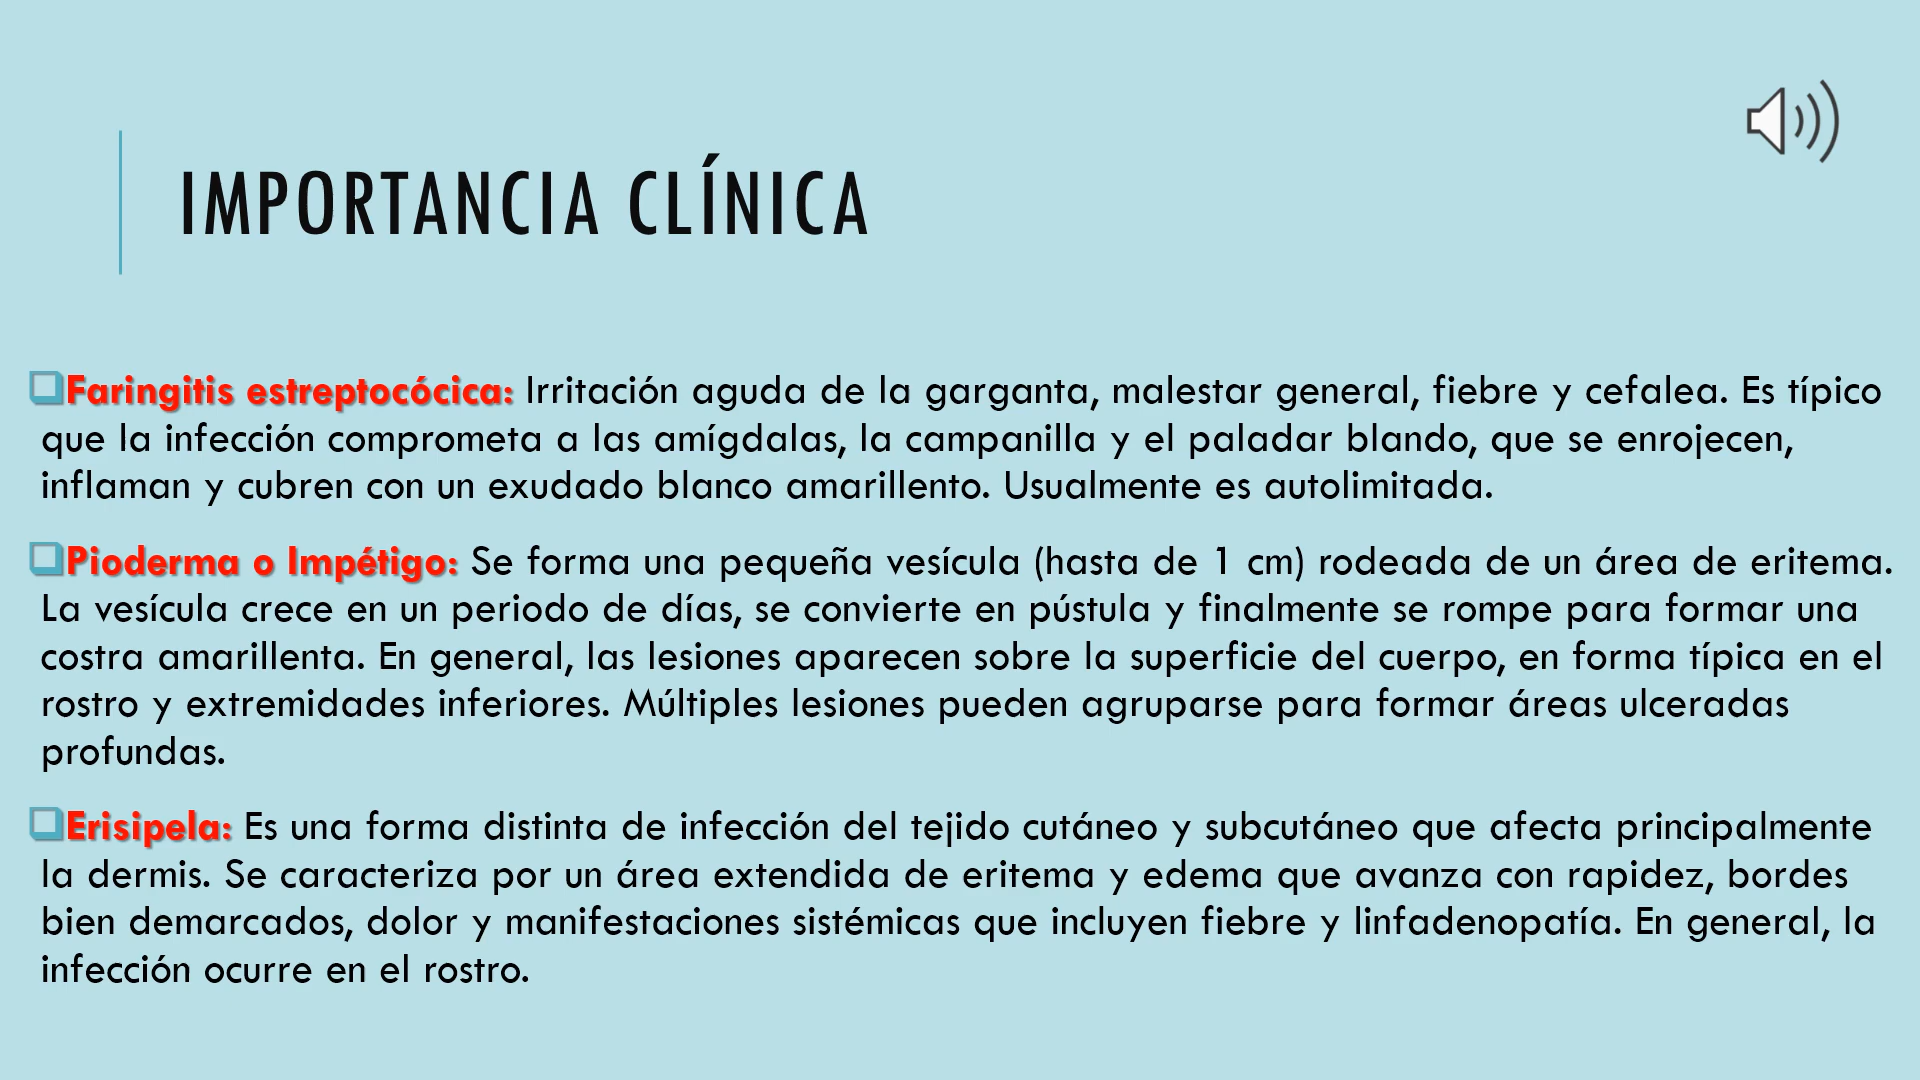 IMPORTANCIA CLÍNICA
Faringitis estreptocócica: Irritación aguda de la garganta, malestar general, fiebre y cefalea. Es típico
que la infección comprometa a las amígdalas, la campanilla y el paladar blando, que se enrojecen,
inflaman y cubren con un exudado blanco amarillento. Usualmente es autolimitada.
Pioderma o Impétigo: Se forma una pequeña vesícula (hasta de 1 cm) rodeada de un área de eritema.
La vesícula crece en un periodo de días, se convierte en pústula y finalmente se rompe para formar una
costra amarillenta. En general, las lesiones aparecen sobre la superficie del cuerpo, en forma típica en el
rostro y extremidades inferiores. Múltiples lesiones pueden agruparse para formar áreas ulceradas
profundas.
Erisipela: Es una forma distinta de infección del tejido cutáneo y subcutáneo que afecta principalmente
la dermis. Se caracteriza por un área extendida de eritema y edema que avanza con rapidez, bordes
bien demarcados, dolor y manifestaciones sistémicas que incluyen fiebre y linfadenopatía. En general, la
infección ocurre en el rostro.